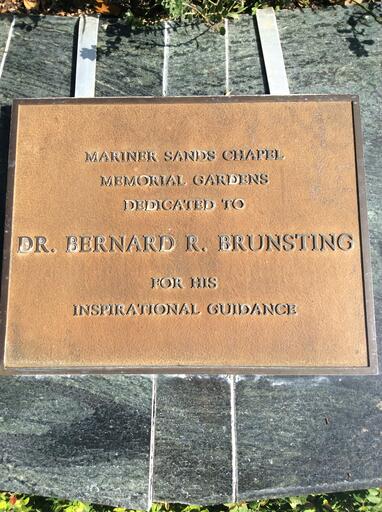 MARINER SANDS CHAPEL
MEMORIAL GARDENS
DEDICATED TO
DR. BERNARD R. BRUNSTING
FOR HIS
INSPIRATIONAL GUIDANCE